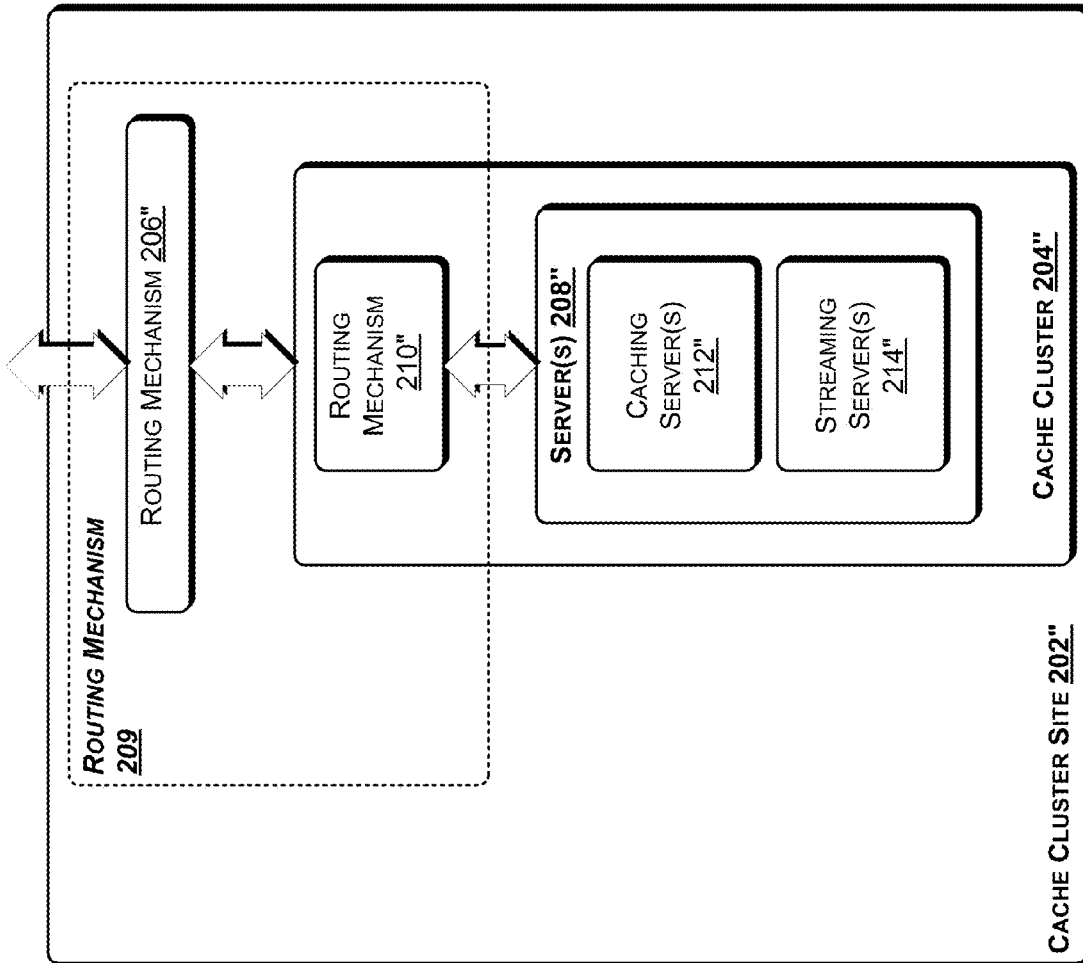 ROUTING MECHANISM
209
ROUTING MECHANISM 206"
ROUTING
MECHANISM
210"
SERVER(S) 208"
CACHING
SERVER(S)
212"
STREAMING
SERVER(S)
214"
CACHE CLUSTER 204"
CACHE CLUSTER SITE 202"